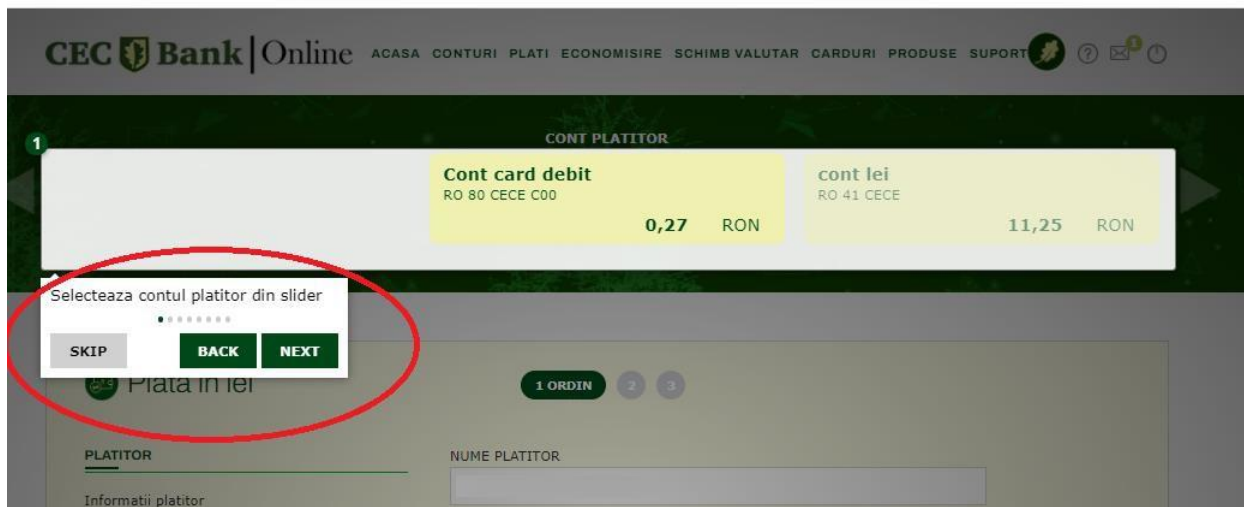 CEC Bank | Online ACASA CONTURI PLATI ECONOMISIRE SCHIMB VALUTAR CARDURI PRODUSE SUPORT ? 1
CONT PLATITOR
1
Cont card debit cont lei
RO 80 CECE C00 RO 41 CECE
0,27 RON 11,25 RON
Selecteaza contul platitor din slider
SKIP BACK NEXT
Plata in lei 1 ORDIN 2 3
PLATITOR NUME PLATITOR
Informatii platitor